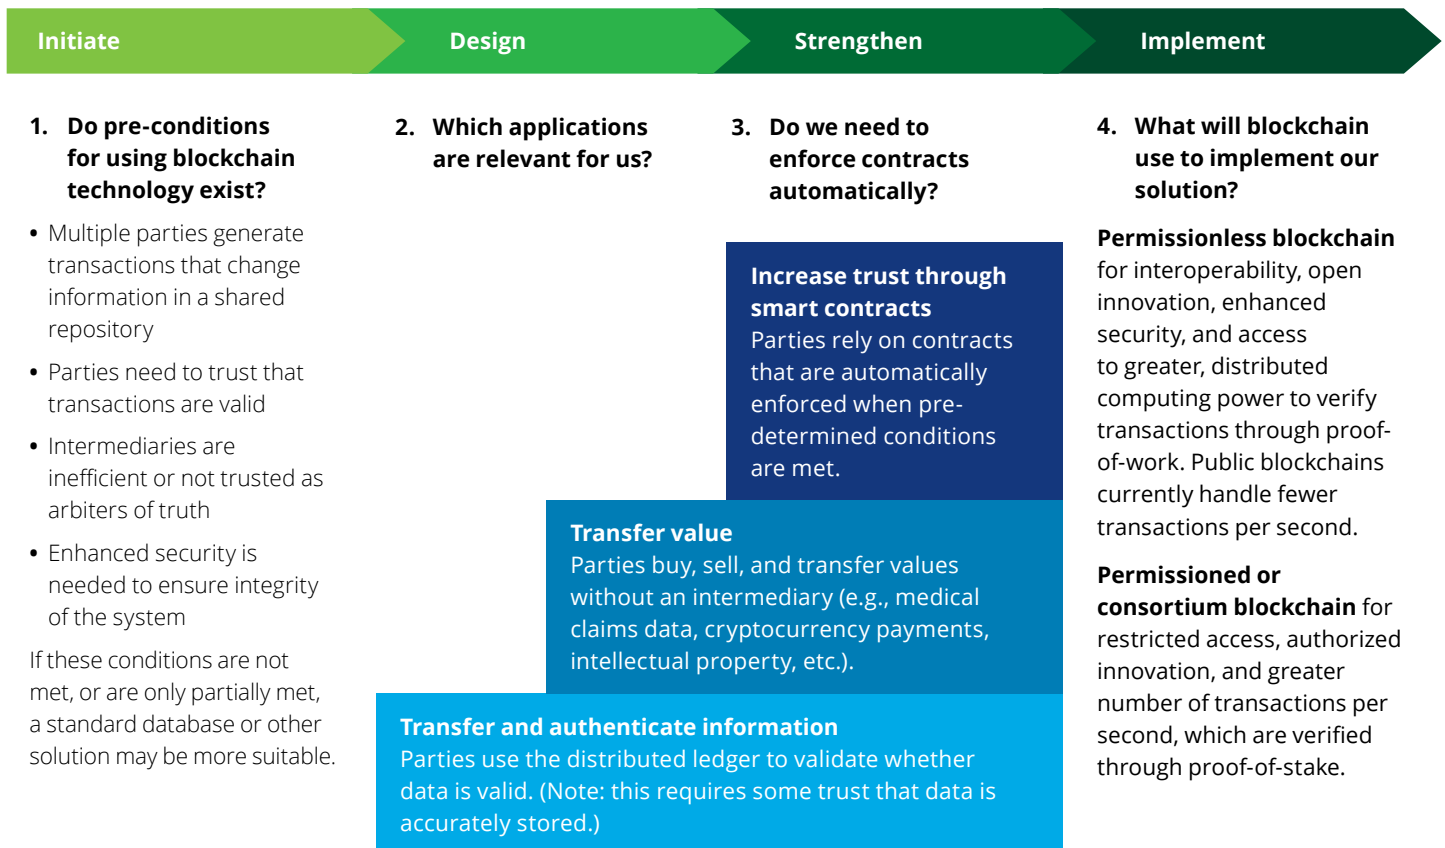 Initiate
Design
Strengthen
Implement
1. Do pre-conditions
for using blockchain
technology exist?
• Multiple parties generate
transactions that change
information in a shared
repository
• Parties need to trust that
transactions are valid
• Intermediaries are
inefficient or not trusted as
arbiters of truth
• Enhanced security is
needed to ensure integrity
of the system
If these conditions are not
met, or are only partially met,
a standard database or other
solution may be more suitable.
2. Which applications
are relevant for us?
3. Do we need to
enforce contracts
automatically?
Increase trust through
smart contracts
Parties rely on contracts
that are automatically
enforced when pre-
determined conditions
are met.
Transfer value
Parties buy, sell, and transfer values
without an intermediary (e.g., medical
claims data, cryptocurrency payments,
intellectual property, etc.).
Transfer and authenticate information
Parties use the distributed ledger to validate whether
data is valid. (Note: this requires some trust that data is
accurately stored.)
4. What will blockchain
use to implement our
solution?
Permissionless blockchain
for interoperability, open
innovation, enhanced
security, and access
to greater, distributed
computing power to verify
transactions through proof-
of-work. Public blockchains
currently handle fewer
transactions per second.
Permissioned or
consortium blockchain for
restricted access, authorized
innovation, and greater
number of transactions per
second, which are verified
through proof-of-stake.